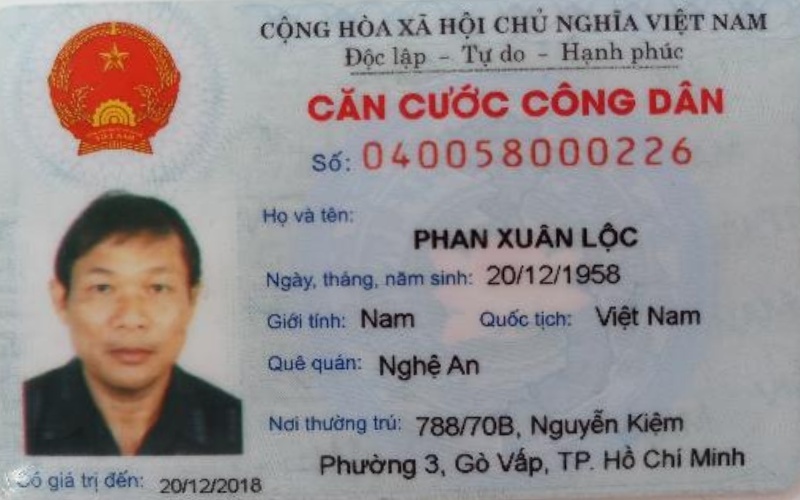 CỘNG HÒA XÃ HỘI CHỦ NGHĨA VIỆT NAM
Độc lập - Tự do - Hạnh phúc
CĂN CƯỚC CÔNG DÂN
Số: 040058000226
Họ và tên:
PHAN XUÂN LỘC
Ngày, tháng, năm sinh: 20/12/1958
Giới tính: Nam Quốc tịch: Việt Nam
Quê quán: Nghệ An
Nơi thường trú: 788/70B, Nguyễn Kiệm
Phường 3, Gò Vấp, TP. Hồ Chí Minh
Có giá trị đến: 20/12/2018